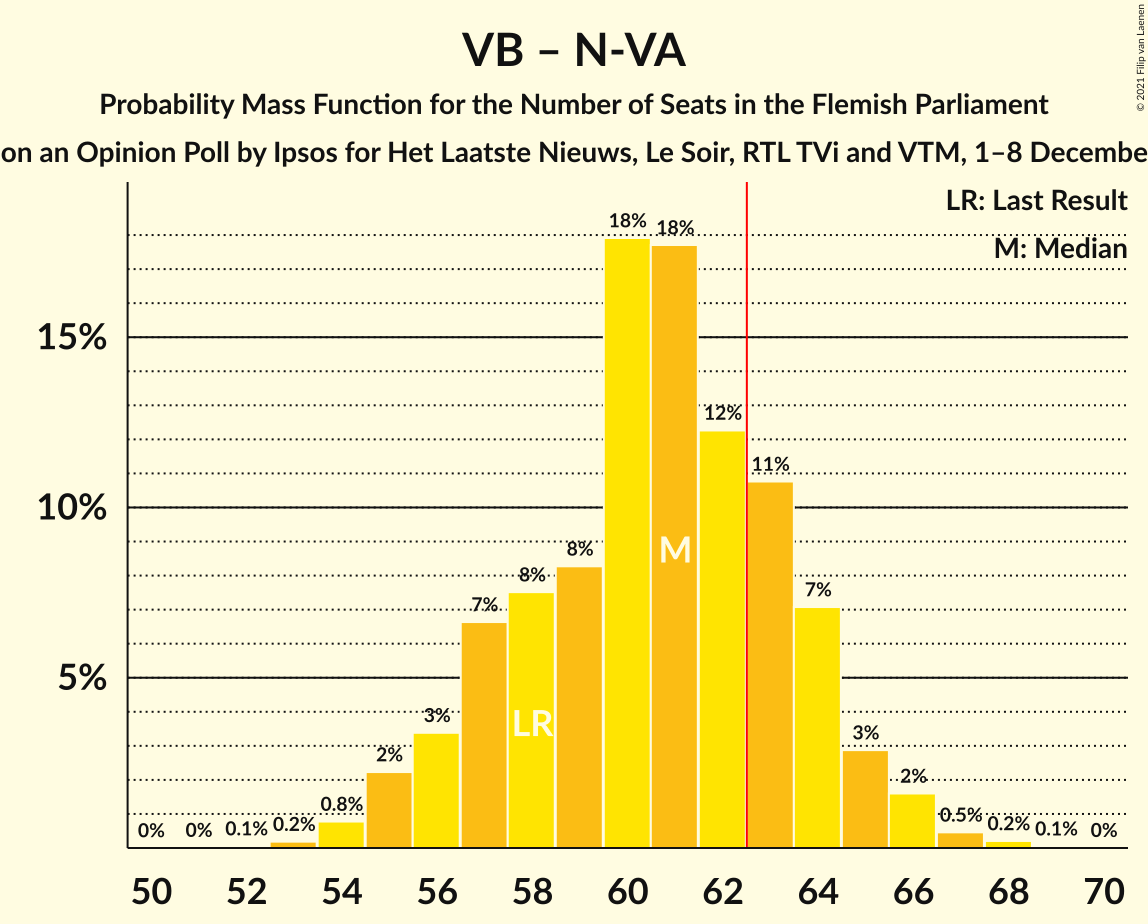 VB – N-VA
Probability Mass Function for the Number of Seats in the Flemish Parliament
on an Opinion Poll by Ipsos for Het Laatste Nieuws, Le Soir, RTL TVi and VTM, 1–8 Decembe
© 2021 Filip van Laenen
LR: Last Result
M: Median
15%
10%
5%
0% 0% 0.1% 0.2% 0.8% 2% 3% 7% 8% 8% 18% 18% 12% 11% 7% 3% 2% 0.5% 0.2% 0.1% 0%
LR
M
50 52 54 56 58 60 62 64 66 68 70